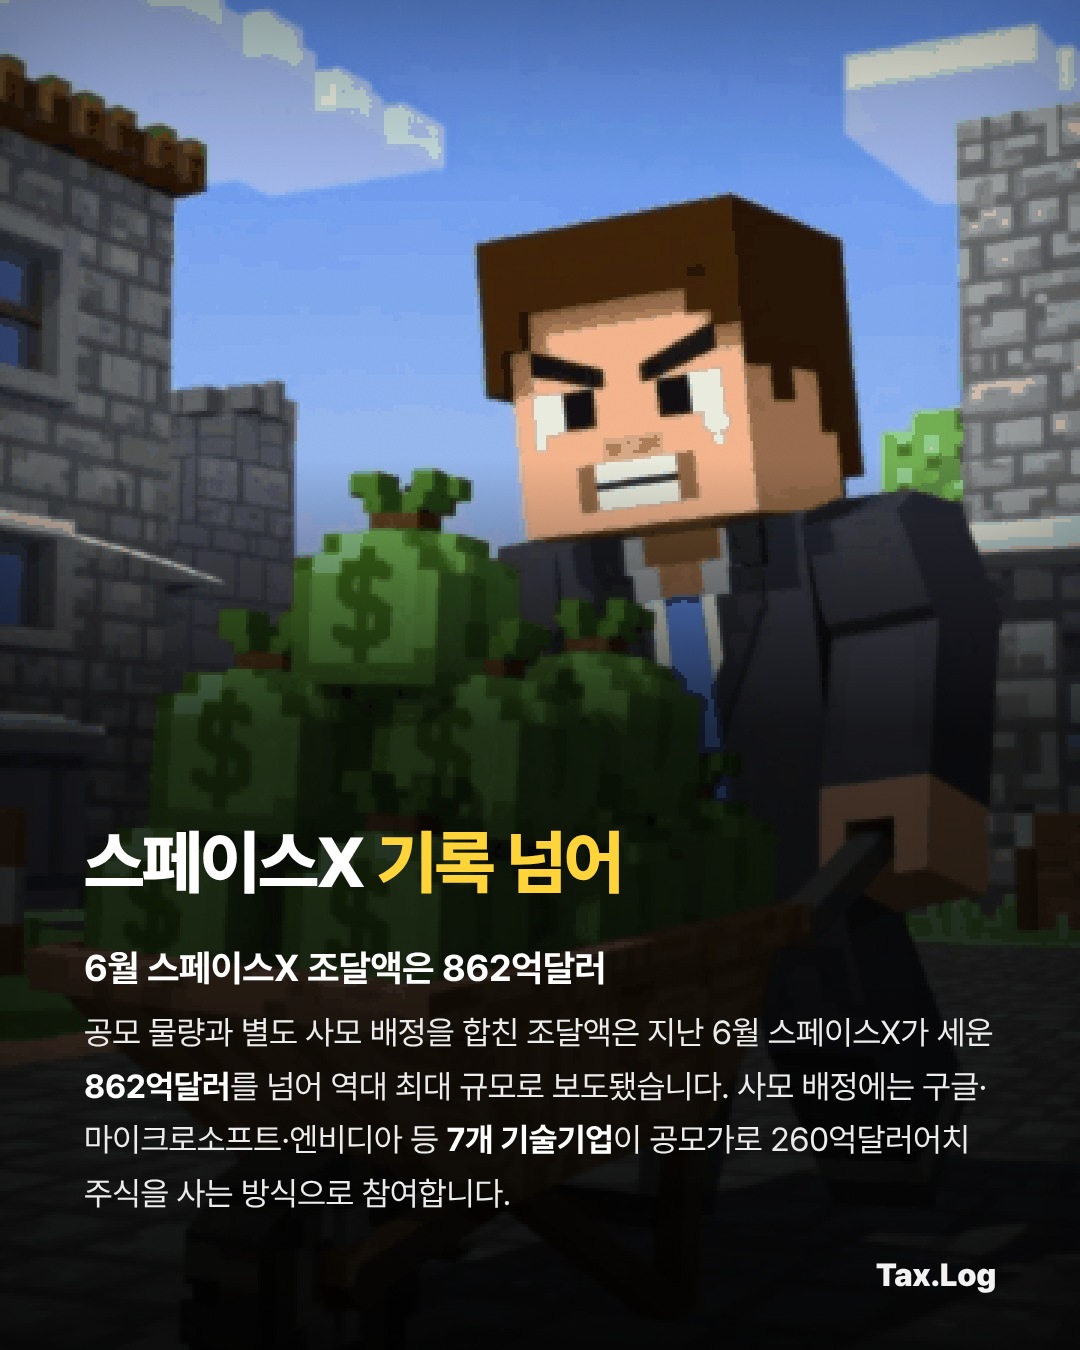 스페이스X 기록 넘어
6월 스페이스X 조달액은 862억달러
공모 물량과 별도 사모 배정을 합친 조달액은 지난 6월 스페이스X가 세운
862억달러를 넘어 역대 최대 규모로 보도됐습니다. 사모 배정에는 구글·
마이크로소프트·엔비디아 등 7개 기술기업이 공모가로 260억달러어치
주식을 사는 방식으로 참여합니다.
Tax.Log